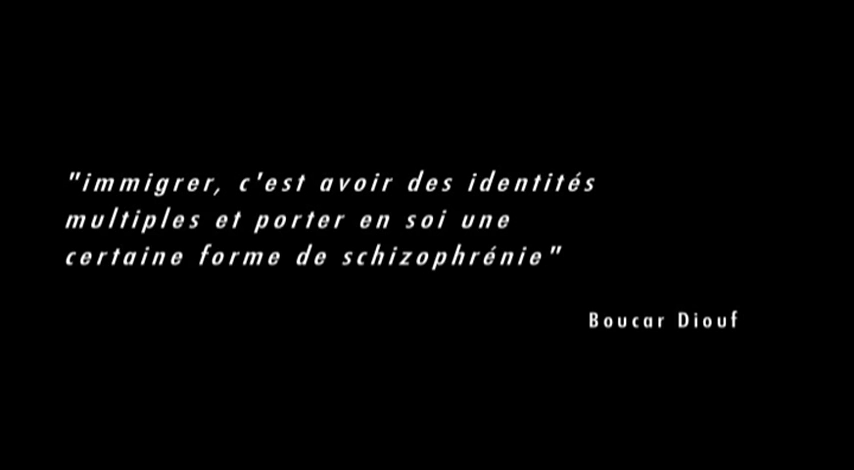 "immigrer, c'est avoir des identités
multiples et porter en soi une
certaine forme de schizophrénie"
Boucar Diouf